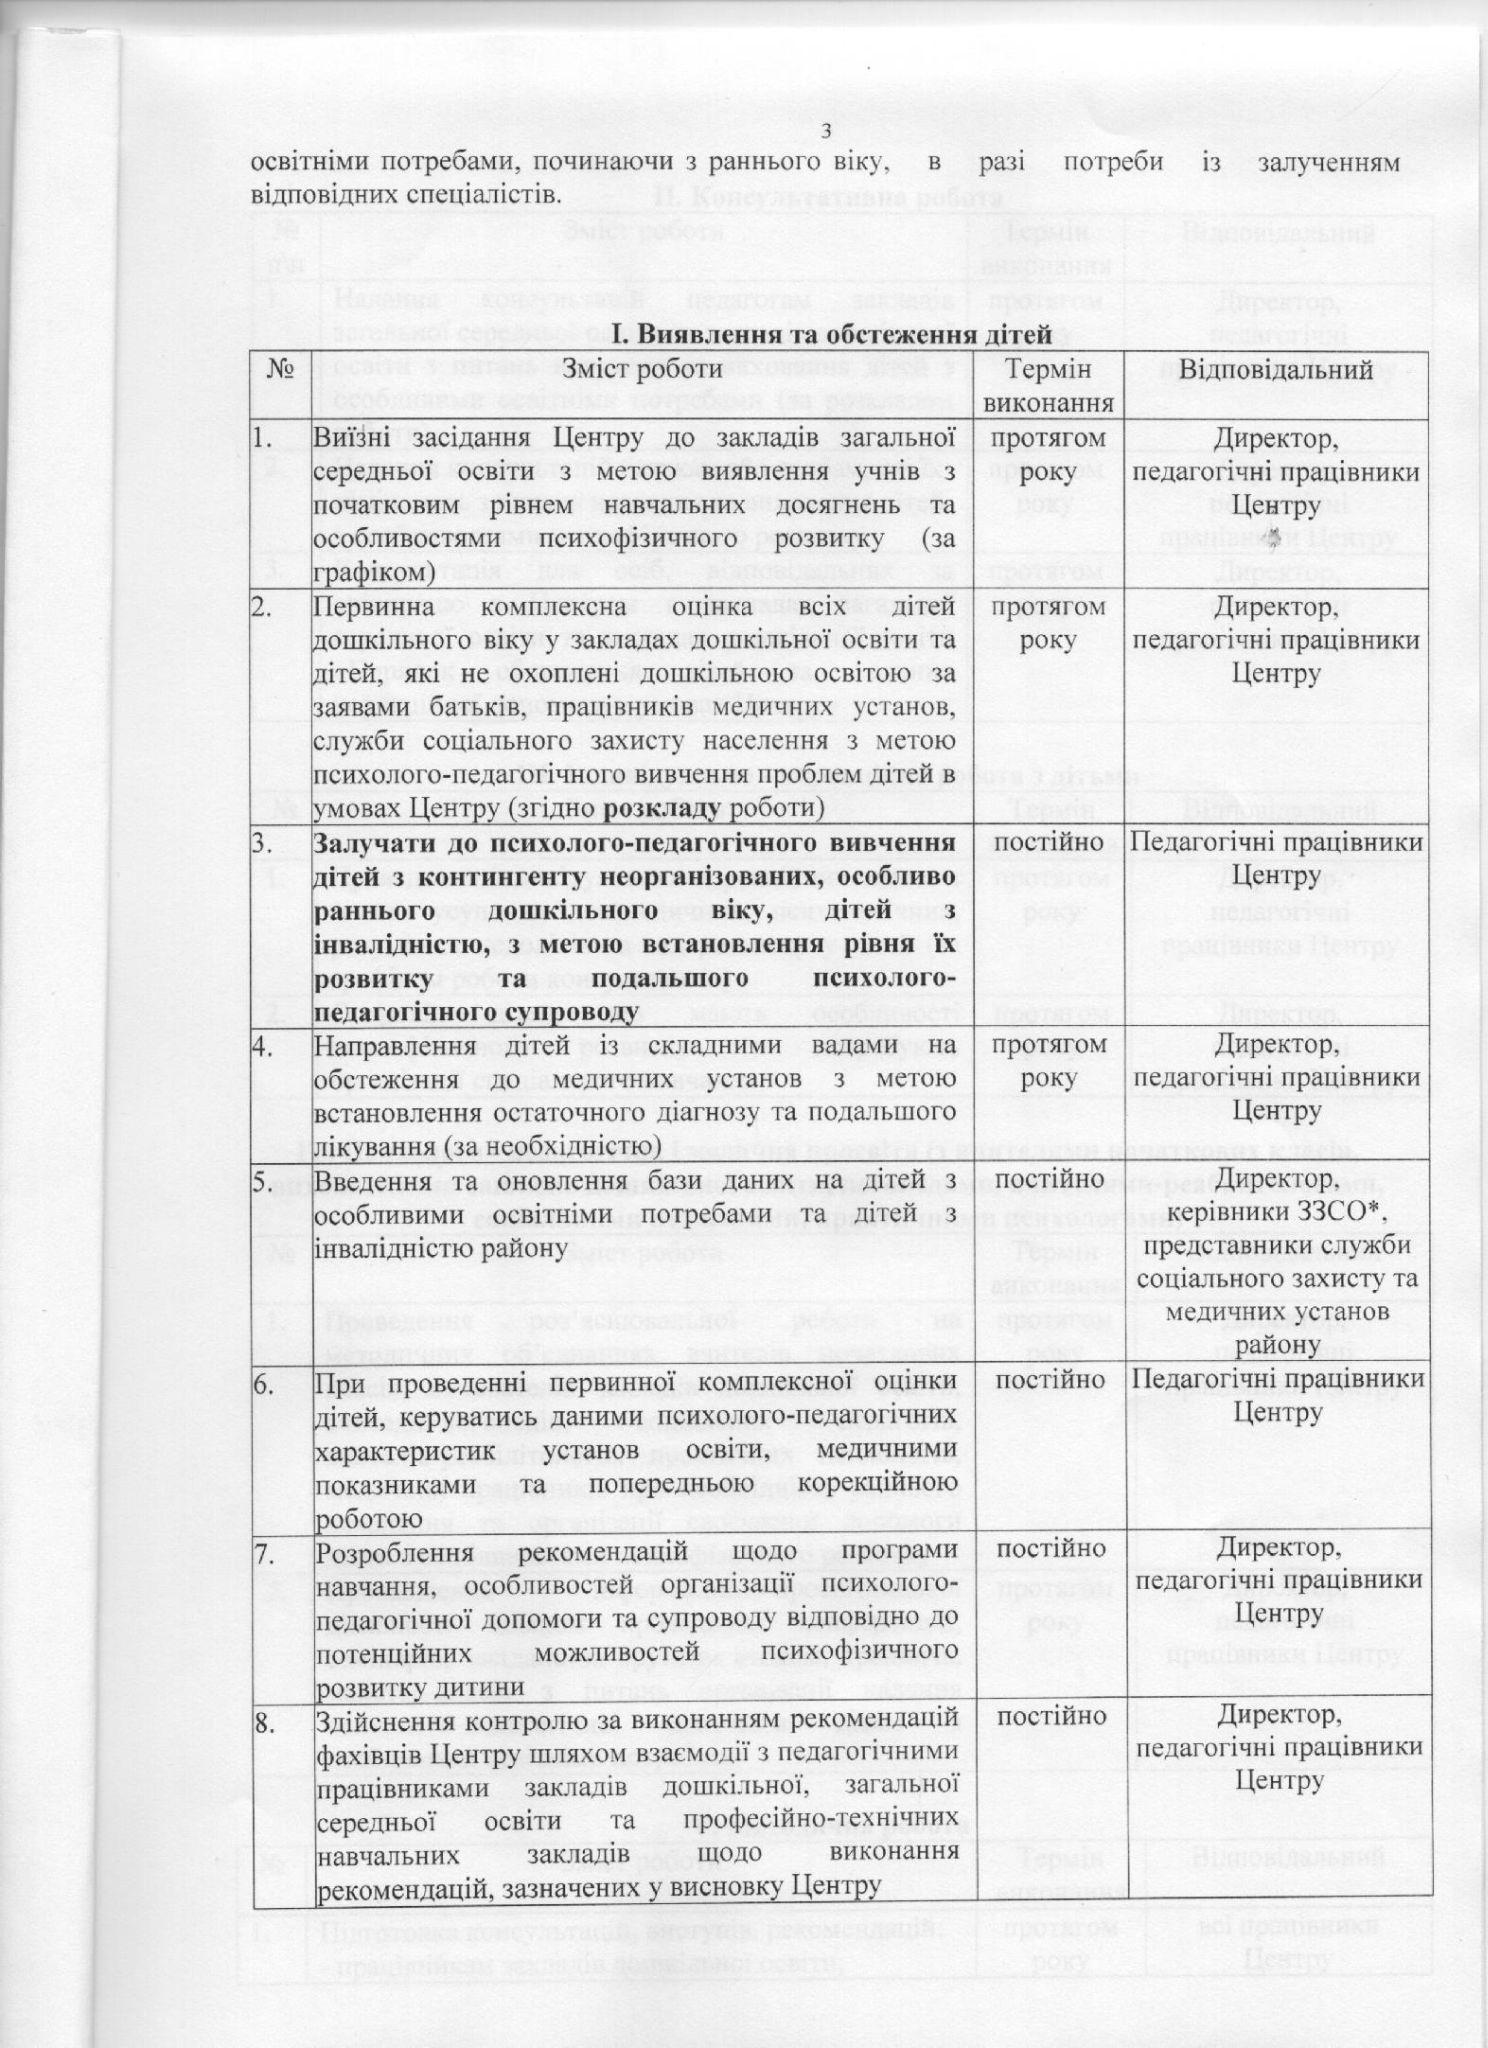 3
освітніми потребами, починаючи з раннього віку, в разі потреби із залученням
відповідних спеціалістів.
І. Виявлення та обстеження дітей
№ Зміст роботи Термін виконання Відповідальний
1. Виїзні засідання Центру до закладів загальної протягом Директор,
середньої освіти з метою виявлення учнів з року педагогічні працівники
початковим рівнем навчальних досягнень та Центру
особливостями психофізичного розвитку (за
графіком)
2. Первинна комплексна оцінка всіх дітей протягом Директор,
дошкільного віку у закладах дошкільної освіти та року педагогічні працівники
дітей, які не охоплені дошкільною освітою за Центру
заявами батьків, працівників медичних установ,
служби соціального захисту населення з метою
психолого-педагогічного вивчення проблем дітей в
умовах Центру (згідно розкладу роботи)
3. Залучати до психолого-педагогічного вивчення постійно Педагогічні працівники
дітей з контингенту неорганізованих, особливо Центру
раннього дошкільного віку, дітей з
інвалідністю, з метою встановлення рівня їх
розвитку та подальшого психолого-
педагогічного супроводу
4. Направлення дітей із складними вадами на протягом Директор,
обстеження до медичних установ з метою року педагогічні працівники
встановлення остаточного діагнозу та подальшого Центру
лікування (за необхідністю)
5. Введення та оновлення бази даних на дітей з постійно Директор,
особливими освітніми потребами та дітей з керівники ЗЗСО*,
інвалідністю району представники служби
соціального захисту та
медичних установ
району
6. При проведенні первинної комплексної оцінки постійно Педагогічні працівники
дітей, керуватись даними психолого-педагогічних Центру
характеристик установ освіти, медичними
показниками та попередньою корекційною
роботою
7. Розроблення рекомендацій щодо програми постійно Директор,
навчання, особливостей організації психолого- педагогічні працівники
педагогічної допомоги та супроводу відповідно до Центру
потенційних можливостей психофізичного
розвитку дитини
8. Здійснення контролю за виконанням рекомендацій постійно Директор,
фахівців Центру шляхом взаємодії з педагогічними педагогічні працівники
працівниками закладів дошкільної, загальної Центру
середньої освіти та професійно-технічних
навчальних закладів щодо виконання
рекомендацій, зазначених у висновку Центру